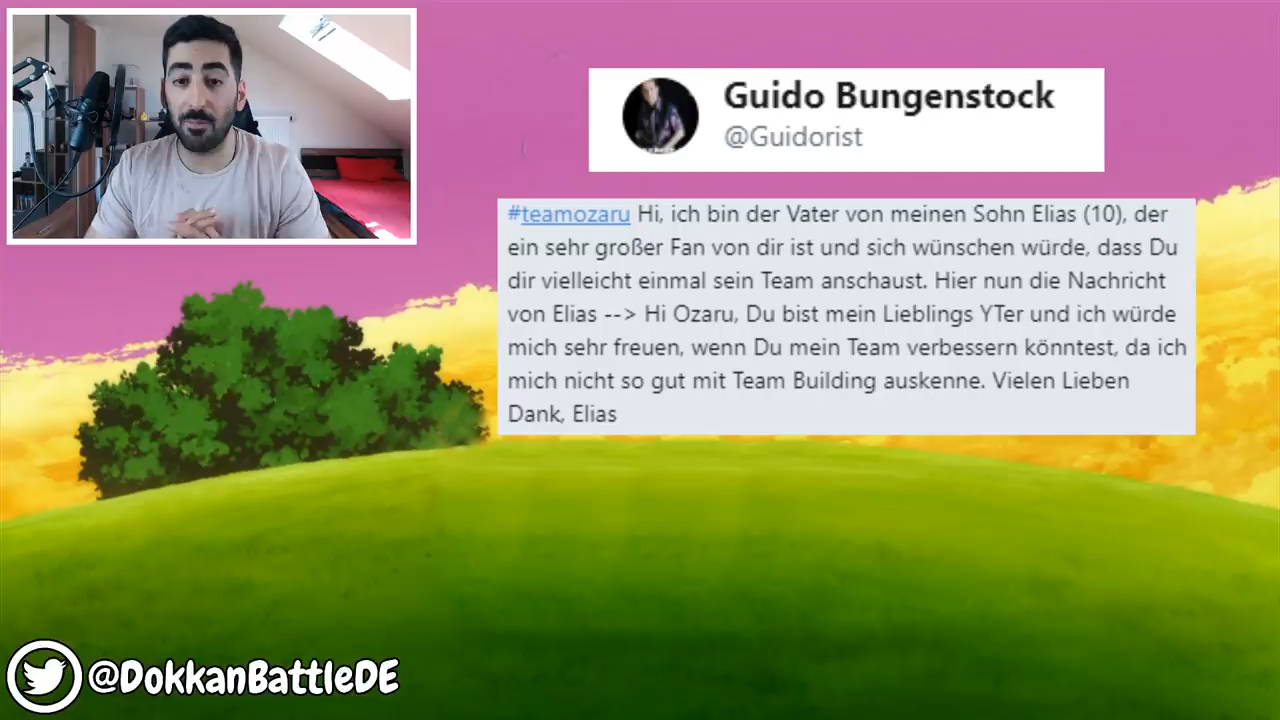 Guido Bungenstock
@Guidorist
#teamozaru Hi, ich bin der Vater von meinen Sohn Elias (10), der
ein sehr großer Fan von dir ist und sich wünschen würde, dass Du
dir vielleicht einmal sein Team anschaust. Hier nun die Nachricht
von Elias --> Hi Ozaru, Du bist mein Lieblings YTer und ich würde
mich sehr freuen, wenn Du mein Team verbessern könntest, da ich
mich nicht so gut mit Team Building auskenne. Vielen Lieben
Dank, Elias
@DokkanBattleDE